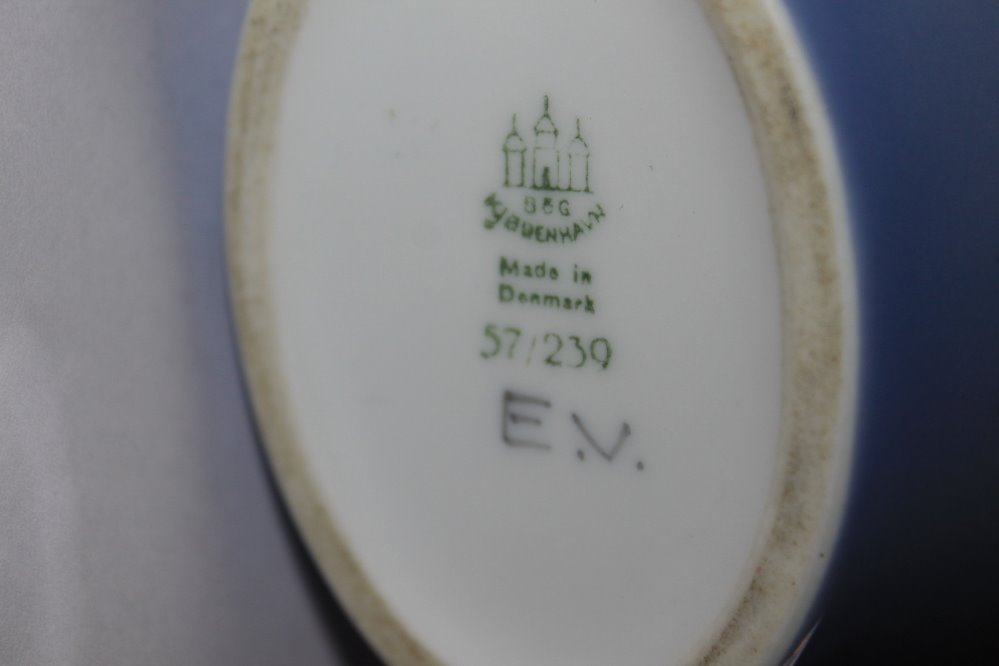 B&G
KJØBENHAVN
Made in
Denmark
57/239
E.V.